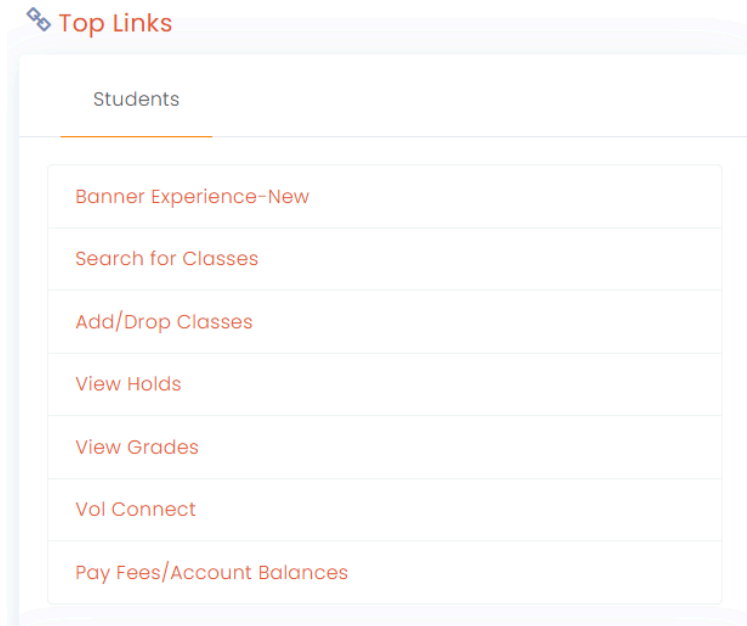 Top Links
Students
Banner Experience-New
Search for Classes
Add/Drop Classes
View Holds
View Grades
Vol Connect
Pay Fees/Account Balances